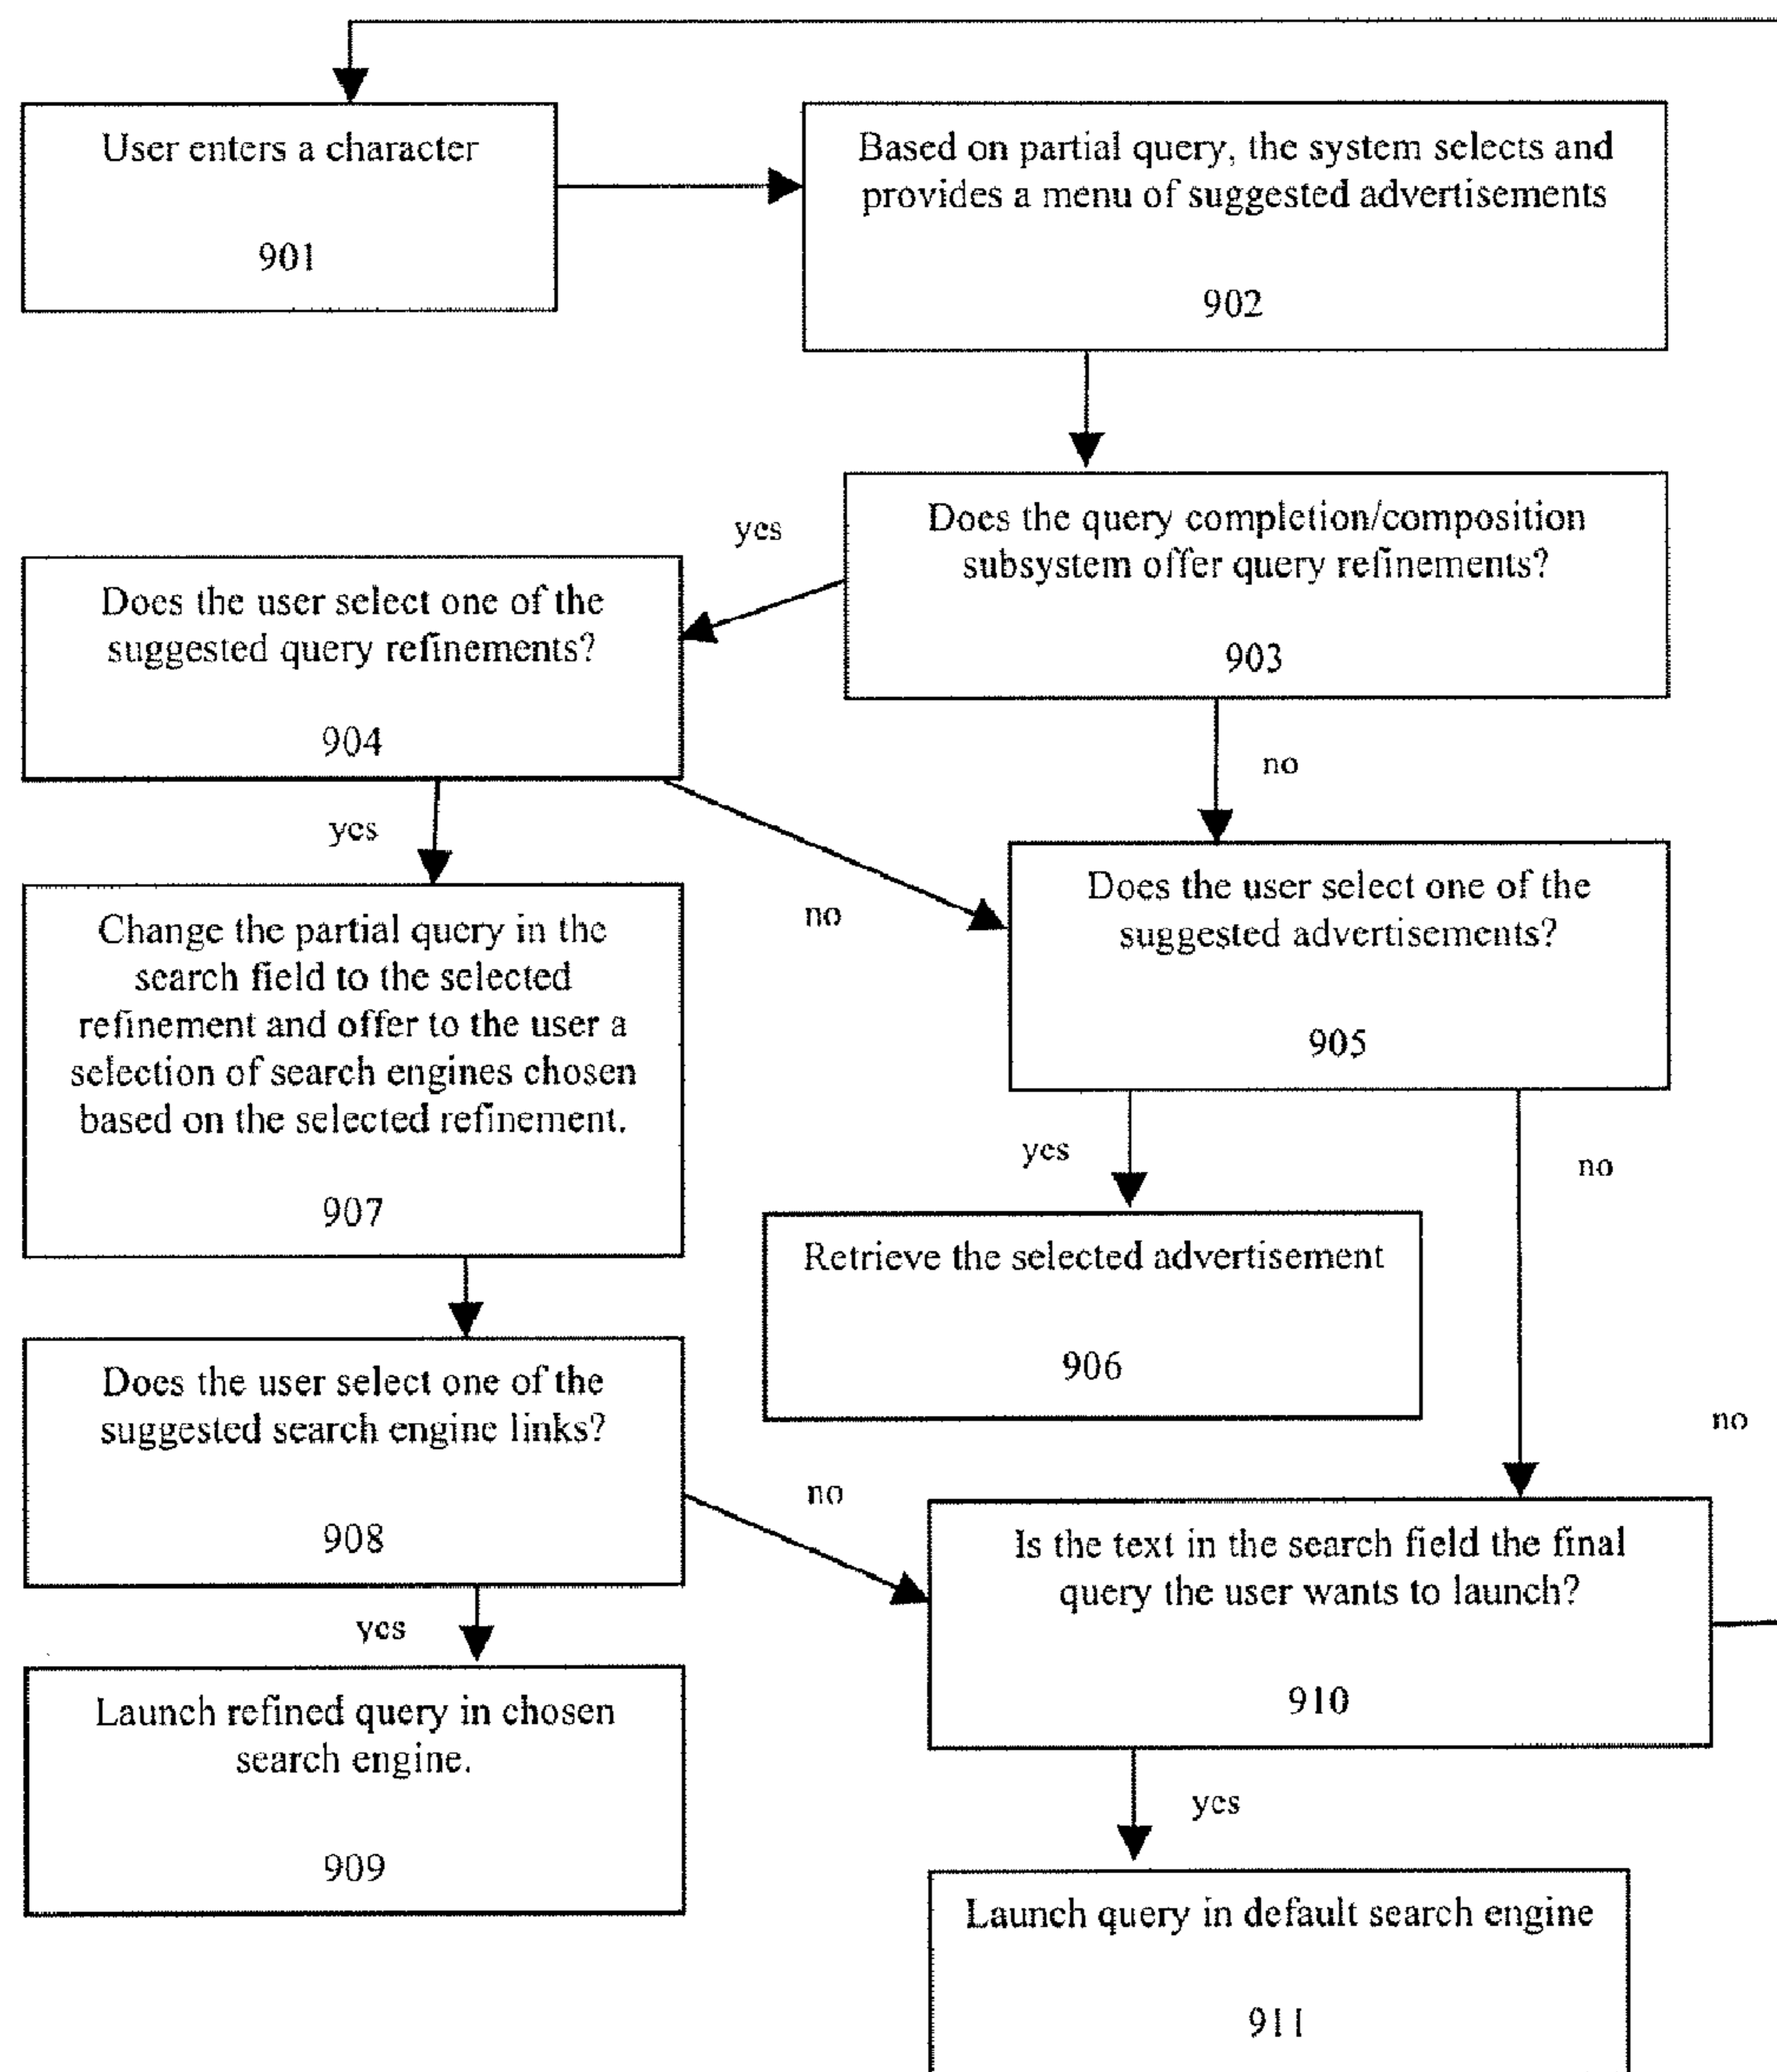 User enters a character
901
Based on partial query, the system selects and
provides a menu of suggested advertisements
902
Does the query completion/composition
subsystem offer query refinements?
903
yes
no
Does the user select one of the
suggested query refinements?
904
yes
no
Does the user select one of the
suggested advertisements?
905
yes
no
Change the partial query in the
search field to the selected
refinement and offer to the user a
selection of search engines chosen
based on the selected refinement.
907
Retrieve the selected advertisement
906
Does the user select one of the
suggested search engine links?
908
no
yes
Is the text in the search field the final
query the user wants to launch?
910
no
yes
Launch refined query in chosen
search engine.
909
Launch query in default search engine
911